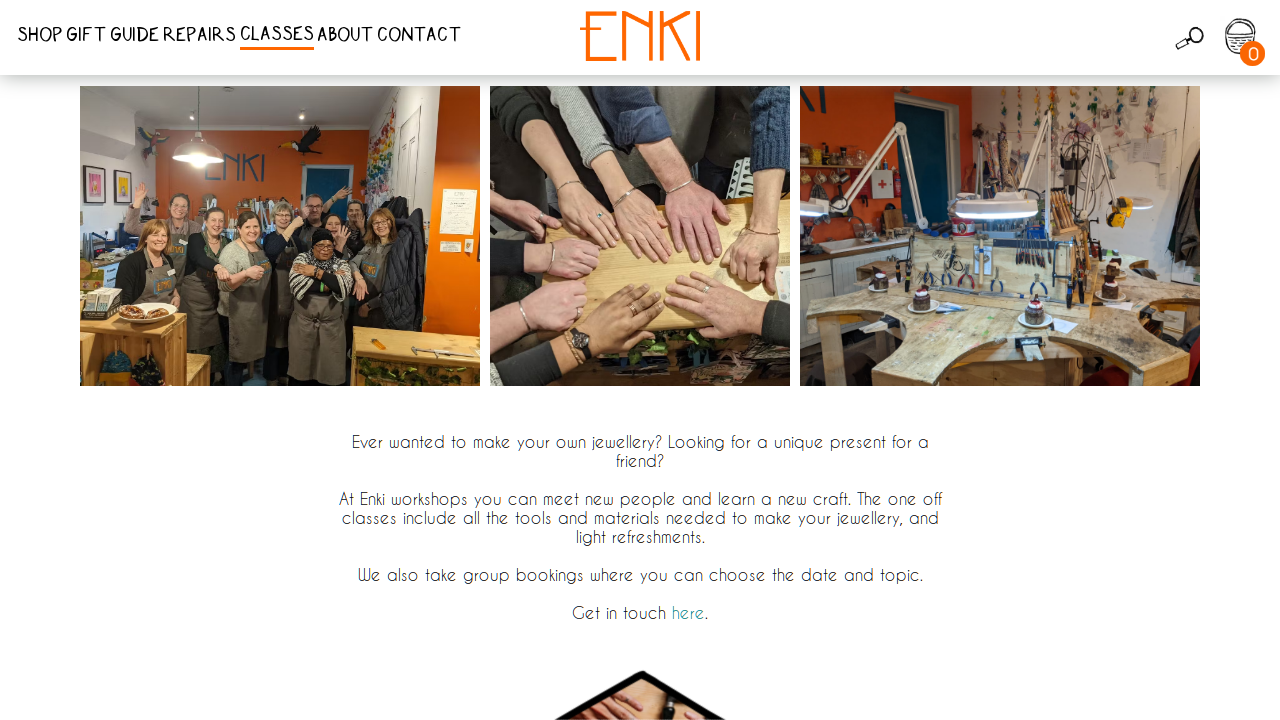 SHOP GIFT GUIDE REPAIRS CLASSES ABOUT CONTACT
ENKI
0
ENKI
Ever wanted to make your own jewellery? Looking for a unique present for a
friend?
At Enki workshops you can meet new people and learn a new craft. The one off
classes include all the tools and materials needed to make your jewellery, and
light refreshments.
We also take group bookings where you can choose the date and topic.
Get in touch here.